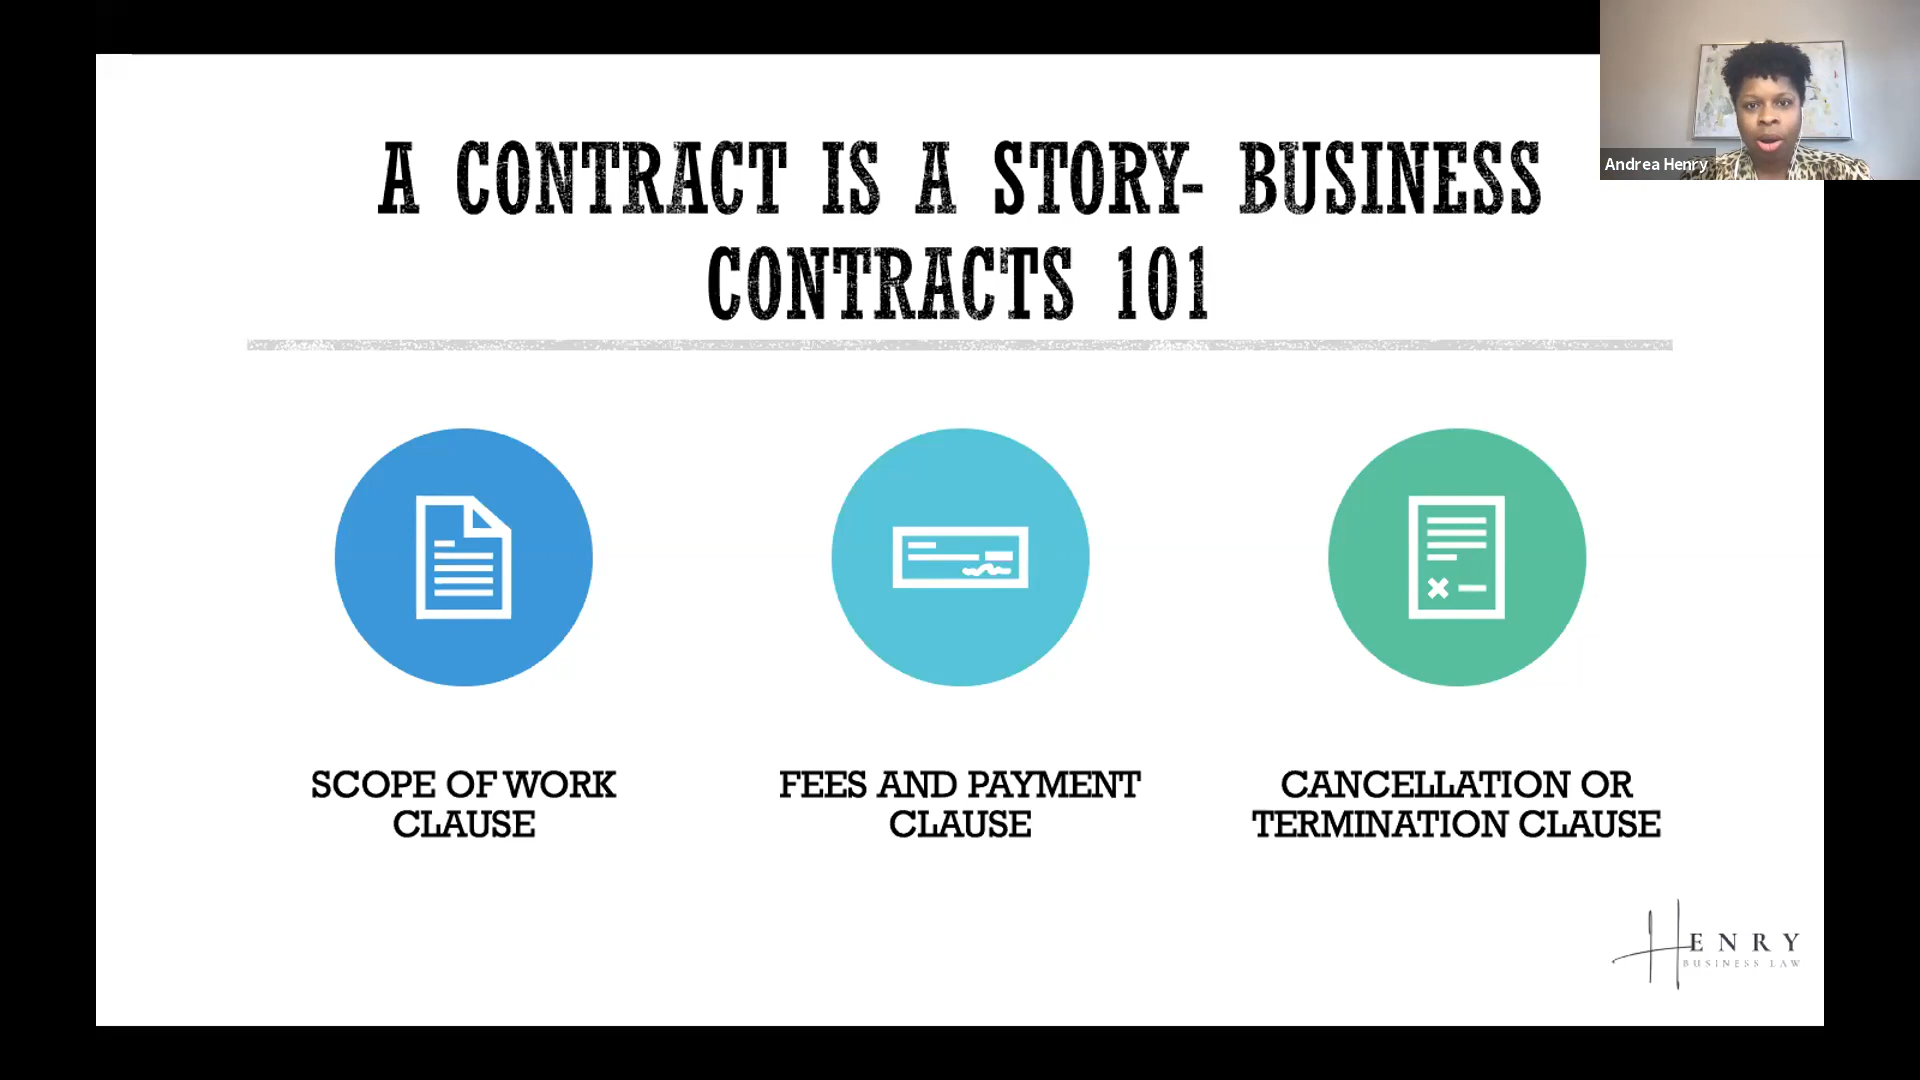 Andrea Henry
A CONTRACT IS A STORY- BUSINESS
CONTRACTS 101
SCOPE OF WORK
CLAUSE
FEES AND PAYMENT
CLAUSE
CANCELLATION OR
TERMINATION CLAUSE
HENRY
BUSINESS LAW